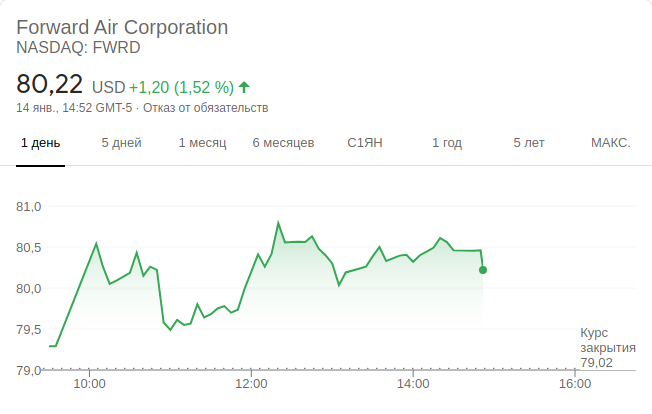 Forward Air Corporation
NASDAQ: FWRD
80,22 USD +1,20 (1,52 %)
14 янв., 14:52 GMT-5 · Отказ от обязательств
1 день 5 дней 1 месяц 6 месяцев С1ЯН 1 год 5 лет МАКС.
81,0
80,5
80,0
79,5
Курс
закрытия
79,02
79,0
10:00 12:00 14:00 16:00